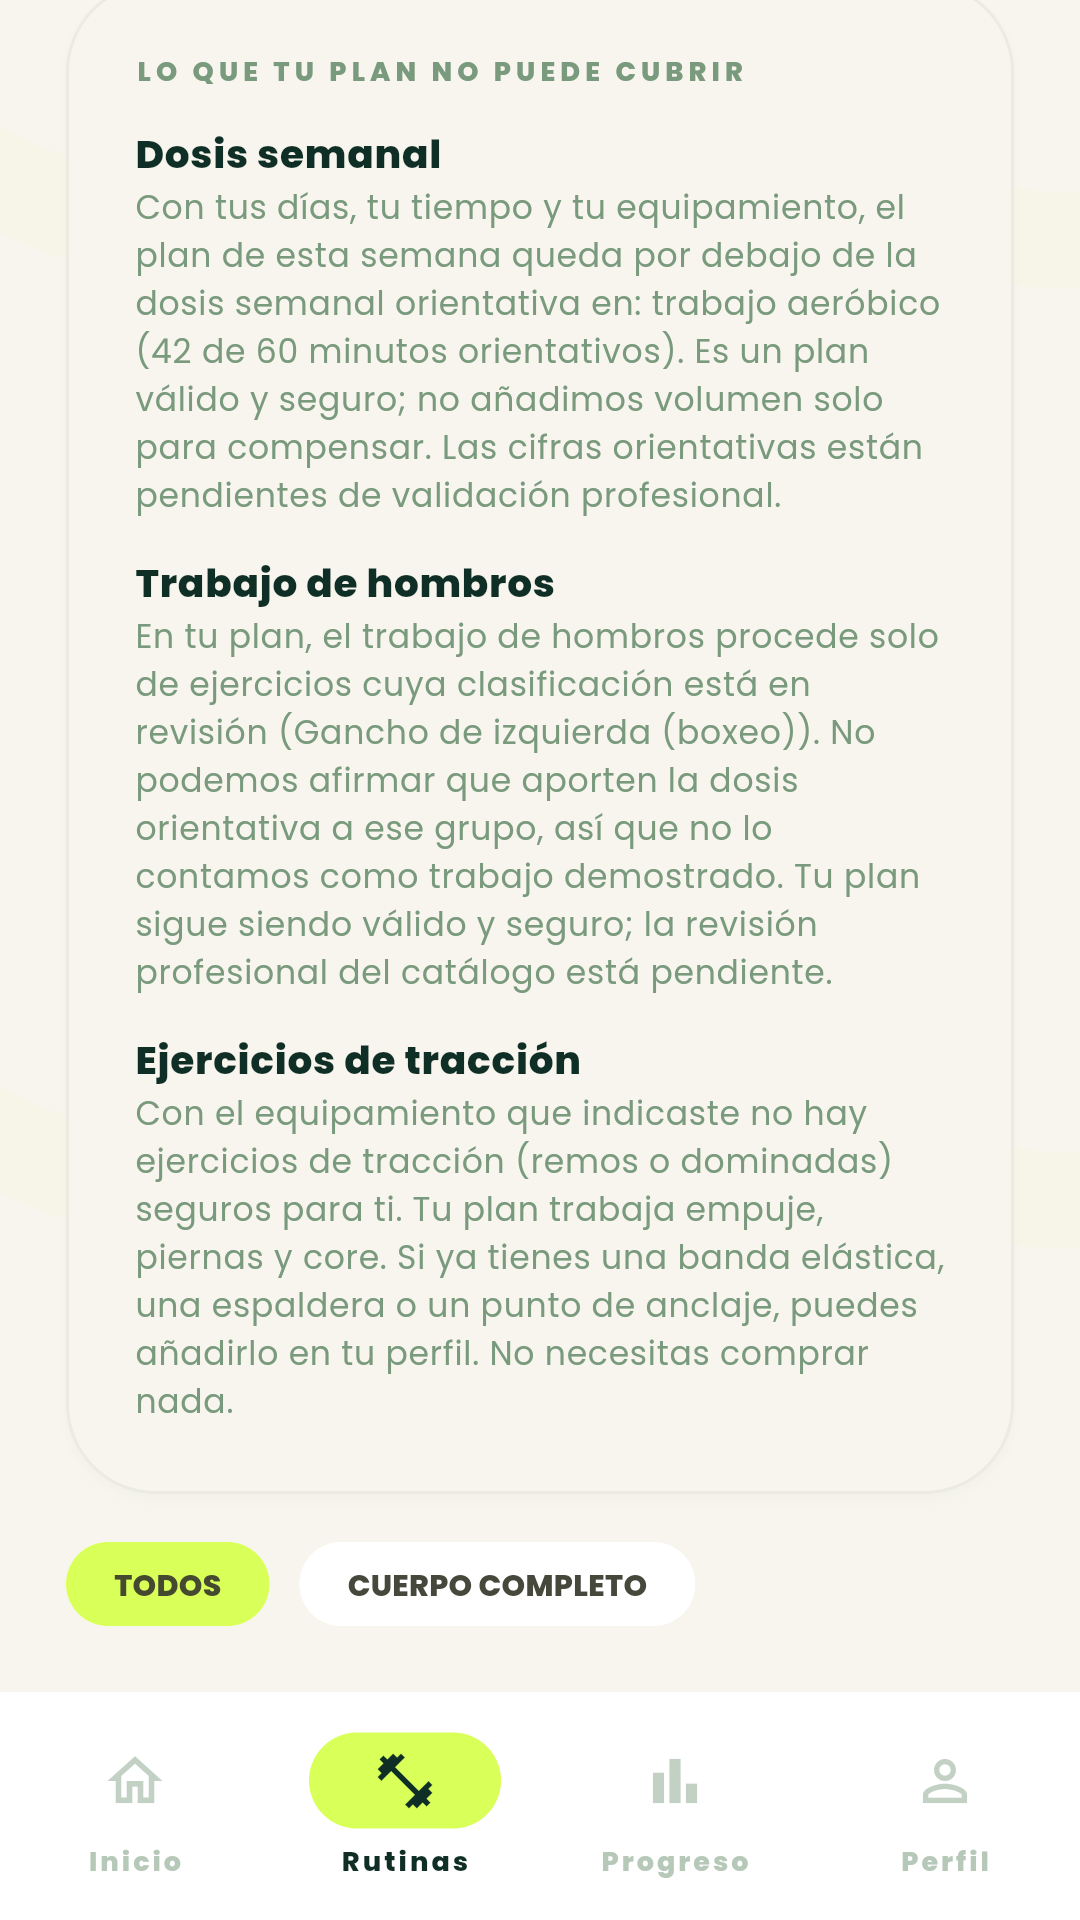 LO QUE TU PLAN NO PUEDE CUBRIR
Dosis semanal
Con tus días, tu tiempo y tu equipamiento, el
plan de esta semana queda por debajo de la
dosis semanal orientativa en: trabajo aeróbico
(42 de 60 minutos orientativos). Es un plan
válido y seguro; no añadimos volumen solo
para compensar. Las cifras orientativas están
pendientes de validación profesional.
Trabajo de hombros
En tu plan, el trabajo de hombros procede solo
de ejercicios cuya clasificación está en
revisión (Gancho de izquierda (boxeo)). No
podemos afirmar que aporten la dosis
orientativa a ese grupo, así que no lo
contamos como trabajo demostrado. Tu plan
sigue siendo válido y seguro; la revisión
profesional del catálogo está pendiente.
Ejercicios de tracción
Con el equipamiento que indicaste no hay
ejercicios de tracción (remos o dominadas)
seguros para ti. Tu plan trabaja empuje,
piernas y core. Si ya tienes una banda elástica,
una espaldera o un punto de anclaje, puedes
añadirlo en tu perfil. No necesitas comprar
nada.
TODOS
CUERPO COMPLETO
Inicio
Rutinas
Progreso
Perfil